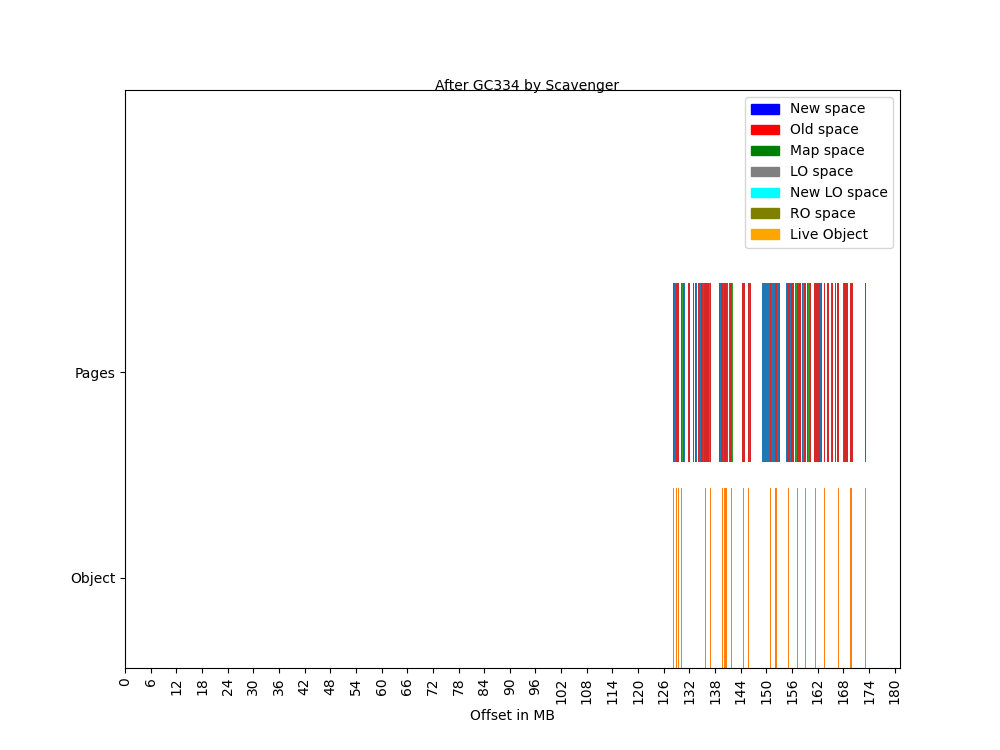 After GC334 by Scavenger
New space
Old space
Map space
LO space
New LO space
RO space
Live Object
Pages
Object
0 6 12 18 24 30 36 42 48 54 60 66 72 78 84 90 96 102 108 114 120 126 132 138 144 150 156 162 168 174 180
Offset in MB